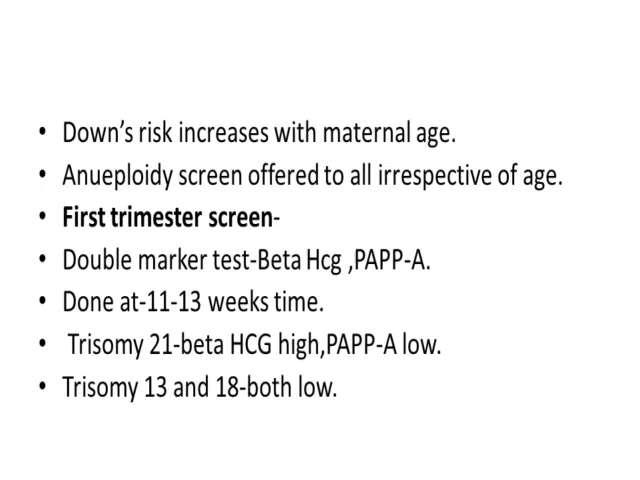 • Down's risk increases with maternal age.
• Anueploidy screen offered to all irrespective of age.
• First trimester screen-
• Double marker test-Beta Hcg ,PAPP-A.
• Done at-11-13 weeks time.
• Trisomy 21-beta HCG high,PAPP-A low.
• Trisomy 13 and 18-both low.